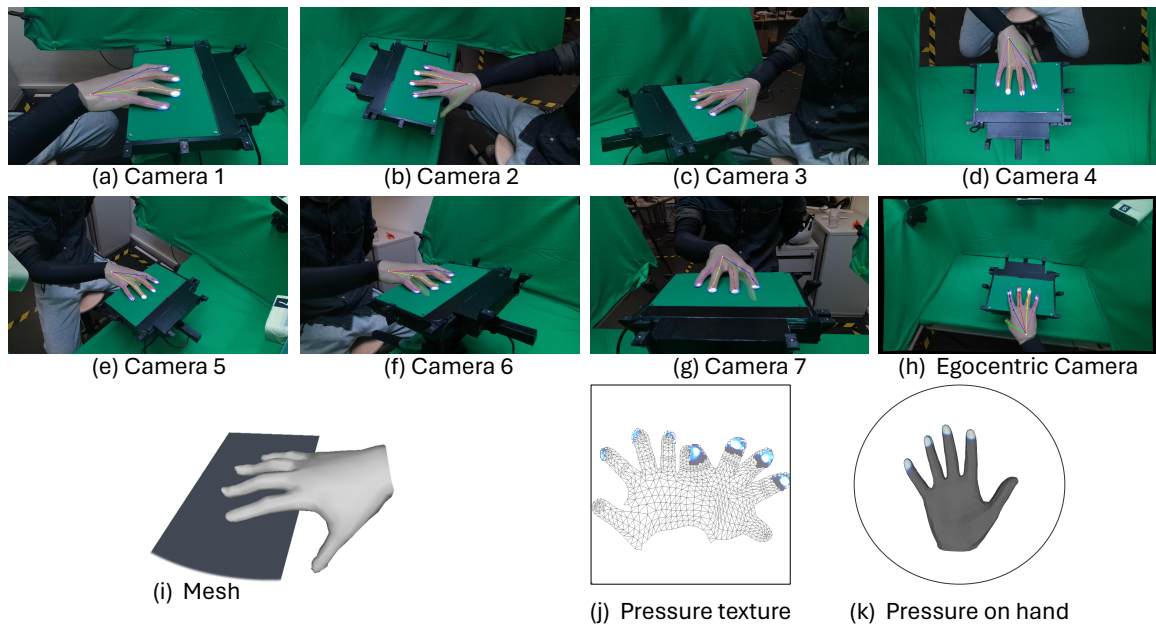 (a) Camera 1
(b) Camera 2
(c) Camera 3
(d) Camera 4
(e) Camera 5
(f) Camera 6
(g) Camera 7
(h) Egocentric Camera
(i) Mesh
(j) Pressure texture
(k) Pressure on hand